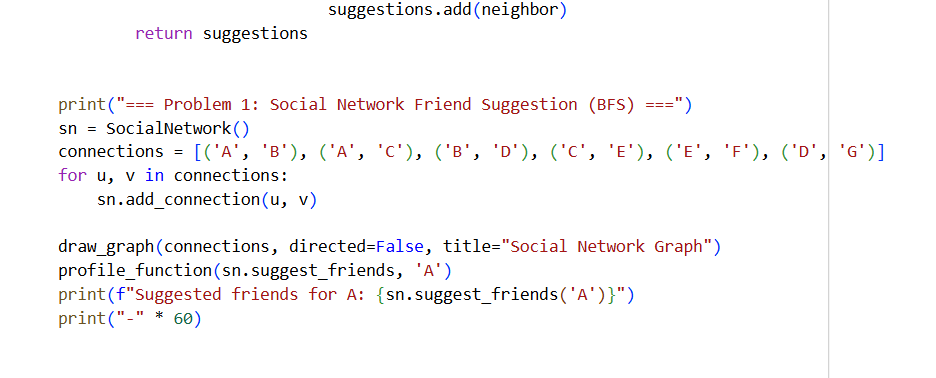 suggestions.add(neighbor)
return suggestions
print("=== Problem 1: Social Network Friend Suggestion (BFS) ===")
sn = SocialNetwork()
connections = [('A', 'B'), ('A', 'C'), ('B', 'D'), ('C', 'E'), ('E', 'F'), ('D', 'G')]
for u, v in connections:
    sn.add_connection(u, v)
draw_graph(connections, directed=False, title="Social Network Graph")
profile_function(sn.suggest_friends, 'A')
print(f"Suggested friends for A: {sn.suggest_friends('A')}")
print("-" * 60)